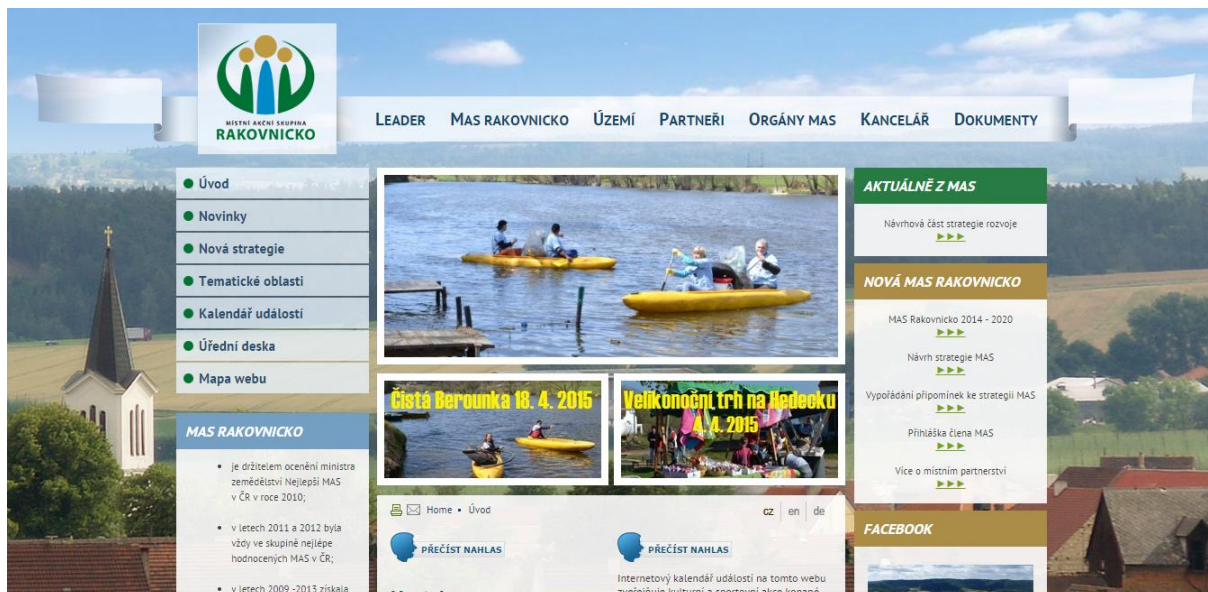 MÍSTNÍ AKČNÍ SKUPINA
RAKOVNICKO
LEADER MAS RAKOVNICKO ÚZEMÍ PARTNEŘI ORGÁNY MAS KANCELÁŘ DOKUMENTY
Úvod
Novinky
Nová strategie
Tematické oblasti
Kalendář událostí
Úřední deska
Mapa webu
MAS RAKOVNICKO
• je držitelem ocenění ministra
zemědělství Nejlepší MAS
v ČR v roce 2010;
• v letech 2011 a 2012 byla
vždy ve skupině nejlépe
hodnocených MAS v ČR;
• v letech 2009 -2013 získala
Čistá Berounka 18. 4. 2015
Velikonoční trh na Hedecku
4. 4. 2015
Home • Úvod
cz | en | de
PŘEČÍST NAHLAS
PŘEČÍST NAHLAS
Internetový kalendář událostí na tomto webu
zveřejňuje kulturní a sportovní akce konané
AKTUÁLNĚ Z MAS
Návrhová část strategie rozvoje
►►►
NOVÁ MAS RAKOVNICKO
MAS Rakovnicko 2014 - 2020
►►►
Návrh strategie MAS
►►►
Vypořádání připomínek ke strategii MAS
►►►
Přihláška člena MAS
►►►
Více o místním partnerství
►►►
FACEBOOK